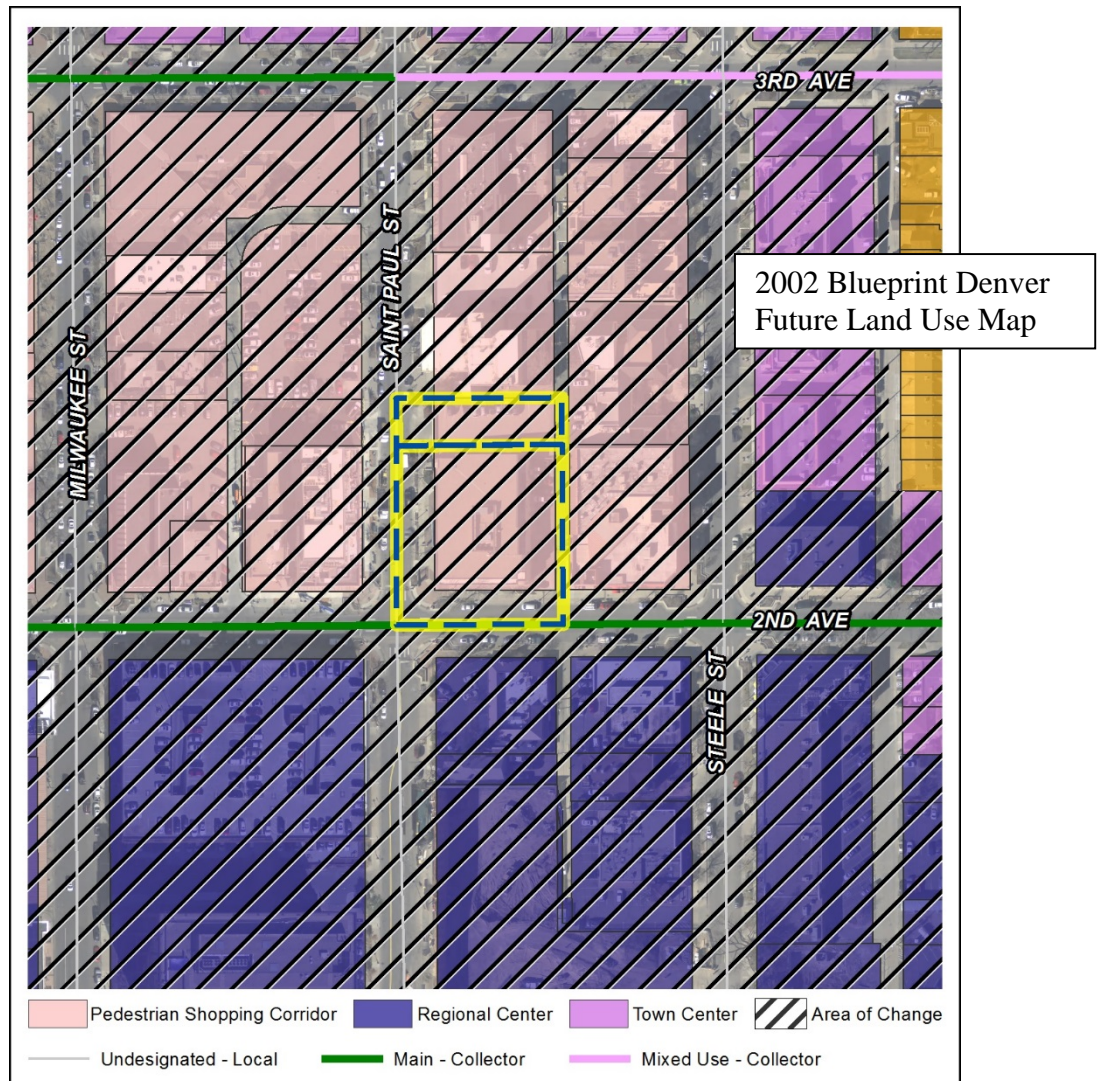 3RD AVE
SAINT PAUL ST
2002 Blueprint Denver
Future Land Use Map
MILWAUKEE ST
2ND AVE
STEELE ST
Pedestrian Shopping Corridor
Regional Center
Town Center
Area of Change
Undesignated - Local
Main - Collector
Mixed Use - Collector